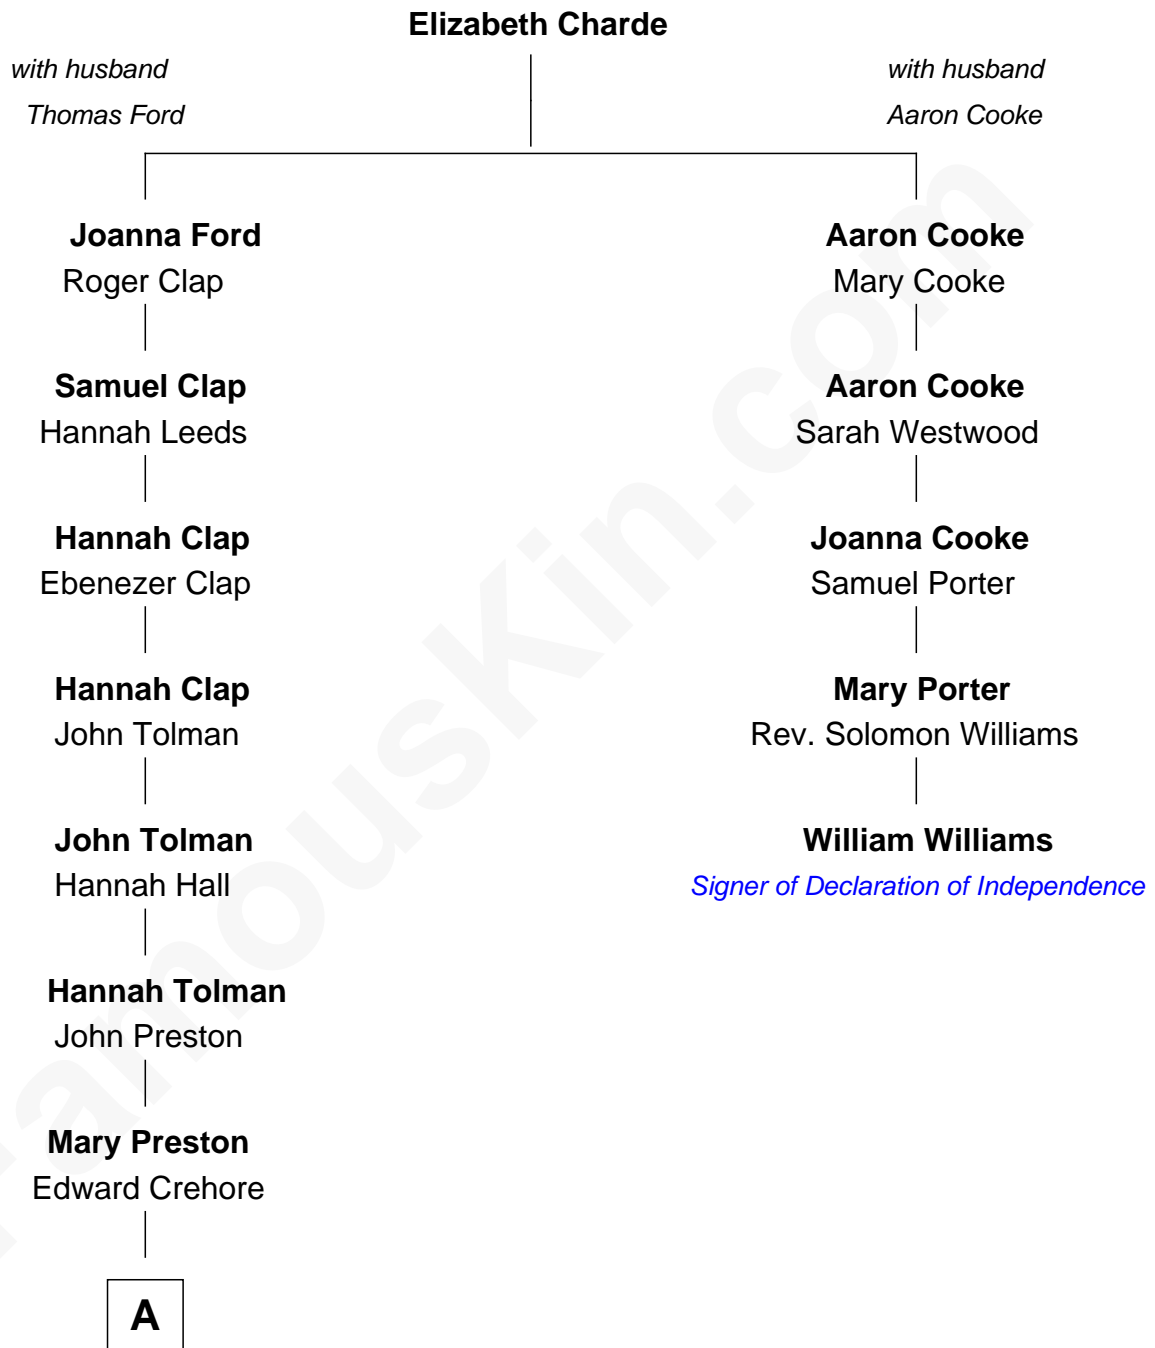 Elizabeth Charde
with husband
Thomas Ford
with husband
Aaron Cooke
Joanna Ford
Roger Clap
Aaron Cooke
Mary Cooke
Samuel Clap
Hannah Leeds
Aaron Cooke
Sarah Westwood
Hannah Clap
Ebenezer Clap
Joanna Cooke
Samuel Porter
Hannah Clap
John Tolman
Mary Porter
Rev. Solomon Williams
John Tolman
Hannah Hall
William Williams
Signer of Declaration of Independence
Hannah Tolman
John Preston
Mary Preston
Edward Crehore
A
FamousKin.com